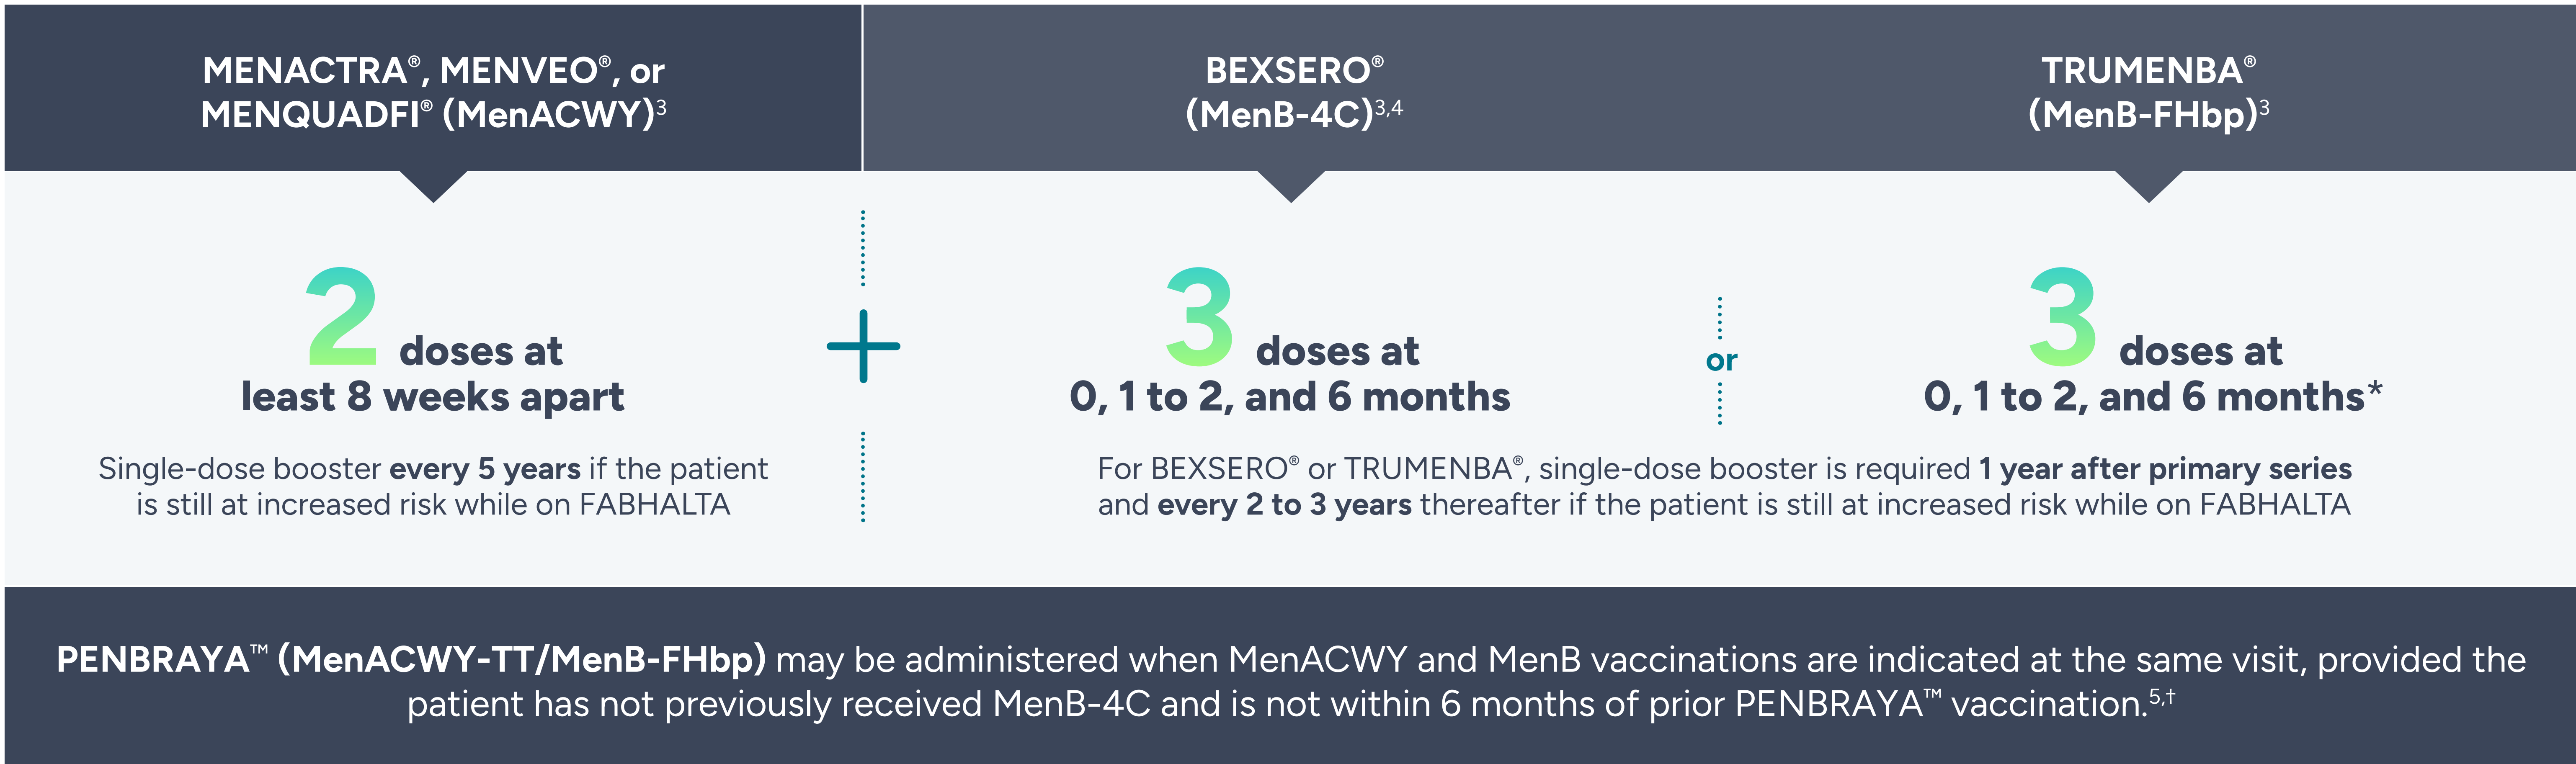 MENACTRA®, MENVEO®, or
MENQUADFI® (MenACWY)3
BEXSERO®
(MenB-4C)3,4
TRUMENBA®
(MenB-FHbp)3
2 doses at
least 8 weeks apart
Single-dose booster every 5 years if the patient
is still at increased risk while on FABHALTA
3 doses at
0, 1 to 2, and 6 months
or
3 doses at
0, 1 to 2, and 6 months*
For BEXSERO® or TRUMENBA®, single-dose booster is required 1 year after primary series
and every 2 to 3 years thereafter if the patient is still at increased risk while on FABHALTA
PENBRAYA™ (MenACWY-TT/MenB-FHbp) may be administered when MenACWY and MenB vaccinations are indicated at the same visit, provided the
patient has not previously received MenB-4C and is not within 6 months of prior PENBRAYA™ vaccination.5,†